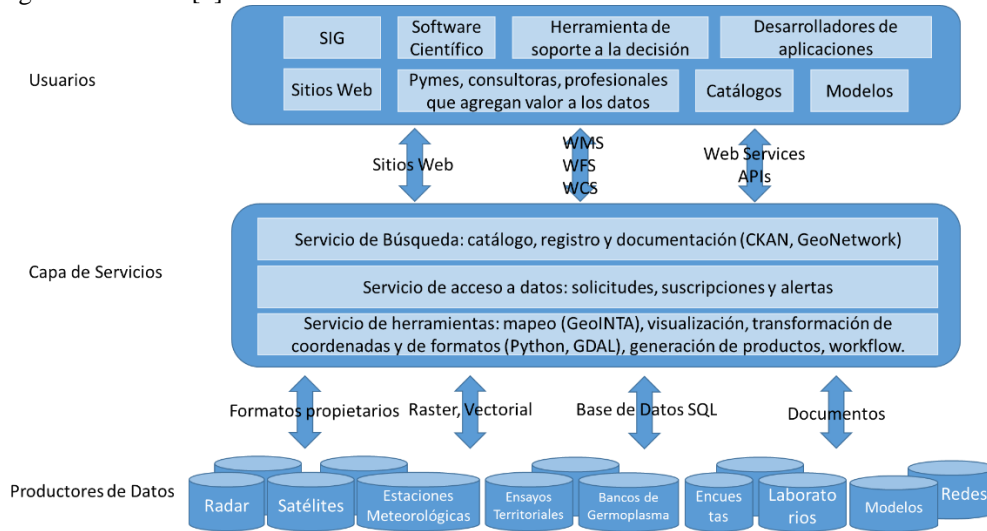 SIG
Software
Científico
Herramienta de
soporte a la decisión
Desarrolladores de
aplicaciones
Usuarios
Sitios Web
Pymes, consultoras, profesionales
que agregan valor a los datos
Catálogos
Modelos
Sitios Web
WMS
WFS
WCS
Web Services
APIs
Servicio de Búsqueda: catálogo, registro y documentación (CKAN, GeoNetwork)
Capa de Servicios
Servicio de acceso a datos: solicitudes, suscripciones y alertas
Servicio de herramientas: mapeo (GeoINTA), visualización, transformación de
coordenadas y de formatos (Python, GDAL), generación de productos, workflow.
Formatos propietarios
Raster, Vectorial
Base de Datos SQL
Documentos
Productores de Datos
Radar
Satélites
Estaciones
Meteorológicas
Ensayos
Territoriales
Bancos de
Germoplasma
Encue
stas
Laborato
rios
Modelos
Redes